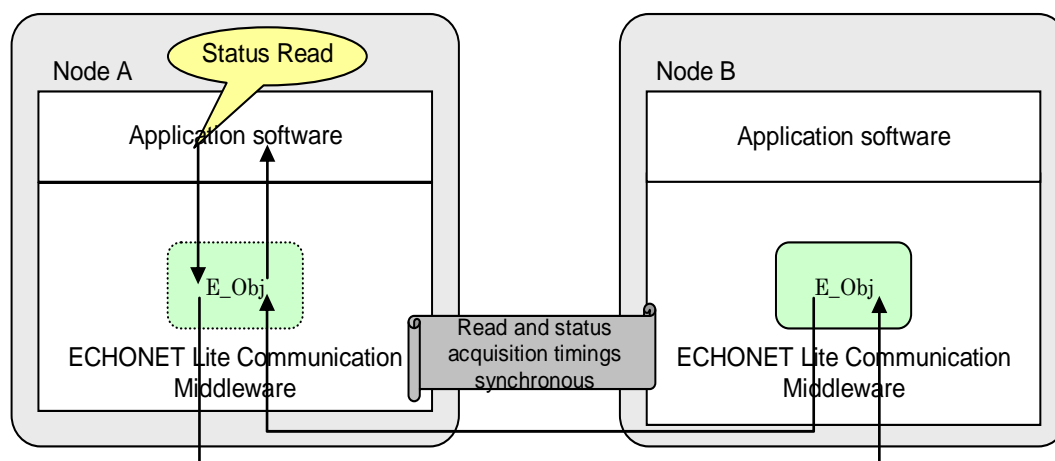 Status Read
Node A
Application software
E_Obj
ECHONET Lite Communication
Middleware
Read and status
acquisition timings
synchronous
Node B
Application software
E_Obj
ECHONET Lite Communication
Middleware